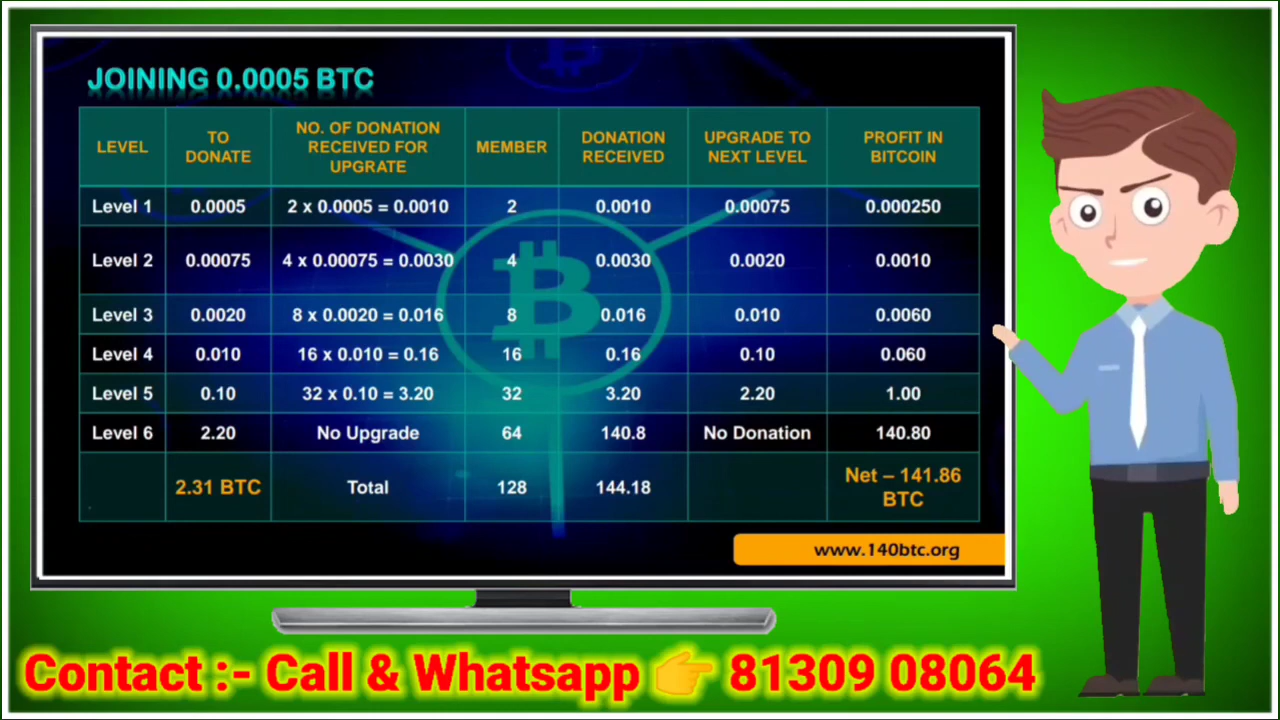 JOINING 0.0005 BTC
LEVEL TO DONATE NO. OF DONATION RECEIVED FOR UPGRATE MEMBER DONATION RECEIVED UPGRADE TO NEXT LEVEL PROFIT IN BITCOIN
Level 1 0.0005 2 x 0.0005 = 0.0010 2 0.0010 0.00075 0.000250
Level 2 0.00075 4 x 0.00075 = 0.0030 4 0.0030 0.0020 0.0010
Level 3 0.0020 8 x 0.0020 = 0.016 8 0.016 0.010 0.0060
Level 4 0.010 16 x 0.010 = 0.16 16 0.16 0.10 0.060
Level 5 0.10 32 x 0.10 = 3.20 32 3.20 2.20 1.00
Level 6 2.20 No Upgrade 64 140.8 No Donation 140.80
2.31 BTC Total 128 144.18 Net – 141.86 BTC
www.140btc.org
Contact :- Call & Whatsapp 👉 81309 08064